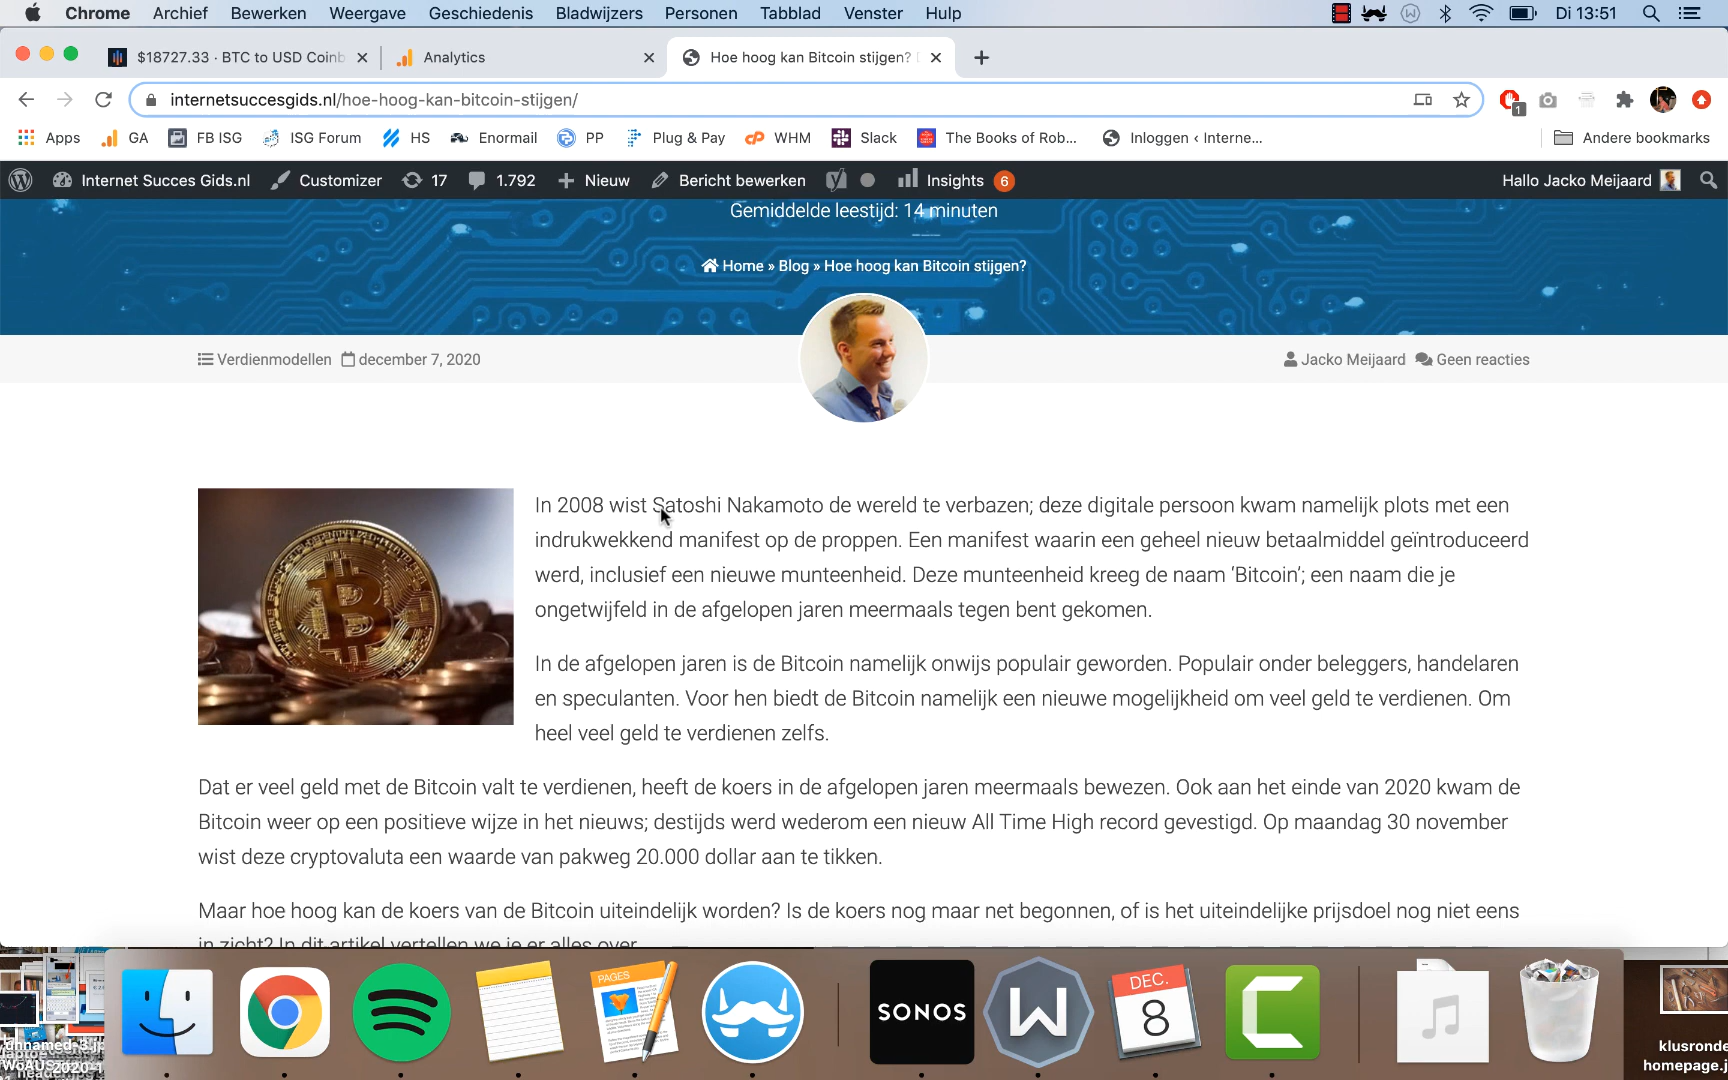 Chrome Archief Bewerken Weergave Geschiedenis Bladwijzers Personen Tabblad Venster Hulp Di 13:51
$18727.33 · BTC to USD Coinb Analytics Hoe hoog kan Bitcoin stijgen?
internetsuccesgids.nl/hoe-hoog-kan-bitcoin-stijgen/ 1
Apps GA FB ISG ISG Forum HS Enormail PP Plug & Pay WHM Slack The Books of Rob... Inloggen ‹ Interne... Andere bookmarks
Internet Succes Gids.nl Customizer 17 1.792 Nieuw Bericht bewerken Insights 6 Hallo Jacko Meijaard
Gemiddelde leestijd: 14 minuten
Home » Blog » Hoe hoog kan Bitcoin stijgen?
Verdienmodellen december 7, 2020 Jacko Meijaard Geen reacties
In 2008 wist Satoshi Nakamoto de wereld te verbazen; deze digitale persoon kwam namelijk plots met een
indrukwekkend manifest op de proppen. Een manifest waarin een geheel nieuw betaalmiddel geïntroduceerd
werd, inclusief een nieuwe munteenheid. Deze munteenheid kreeg de naam ‘Bitcoin’; een naam die je
ongetwijfeld in de afgelopen jaren meermaals tegen bent gekomen.
In de afgelopen jaren is de Bitcoin namelijk onwijs populair geworden. Populair onder beleggers, handelaren
en speculanten. Voor hen biedt de Bitcoin namelijk een nieuwe mogelijkheid om veel geld te verdienen. Om
heel veel geld te verdienen zelfs.
Dat er veel geld met de Bitcoin valt te verdienen, heeft de koers in de afgelopen jaren meermaals bewezen. Ook aan het einde van 2020 kwam de
Bitcoin weer op een positieve wijze in het nieuws; destijds werd wederom een nieuw All Time High record gevestigd. Op maandag 30 november
wist deze cryptovaluta een waarde van pakweg 20.000 dollar aan te tikken.
Maar hoe hoog kan de koers van de Bitcoin uiteindelijk worden? Is de koers nog maar net begonnen, of is het uiteindelijke prijsdoel nog niet eens
in zicht? In dit artikel vertellen we je er alles over.
PAGES
SONOS
DEC.
8
klusronde
homepage.j